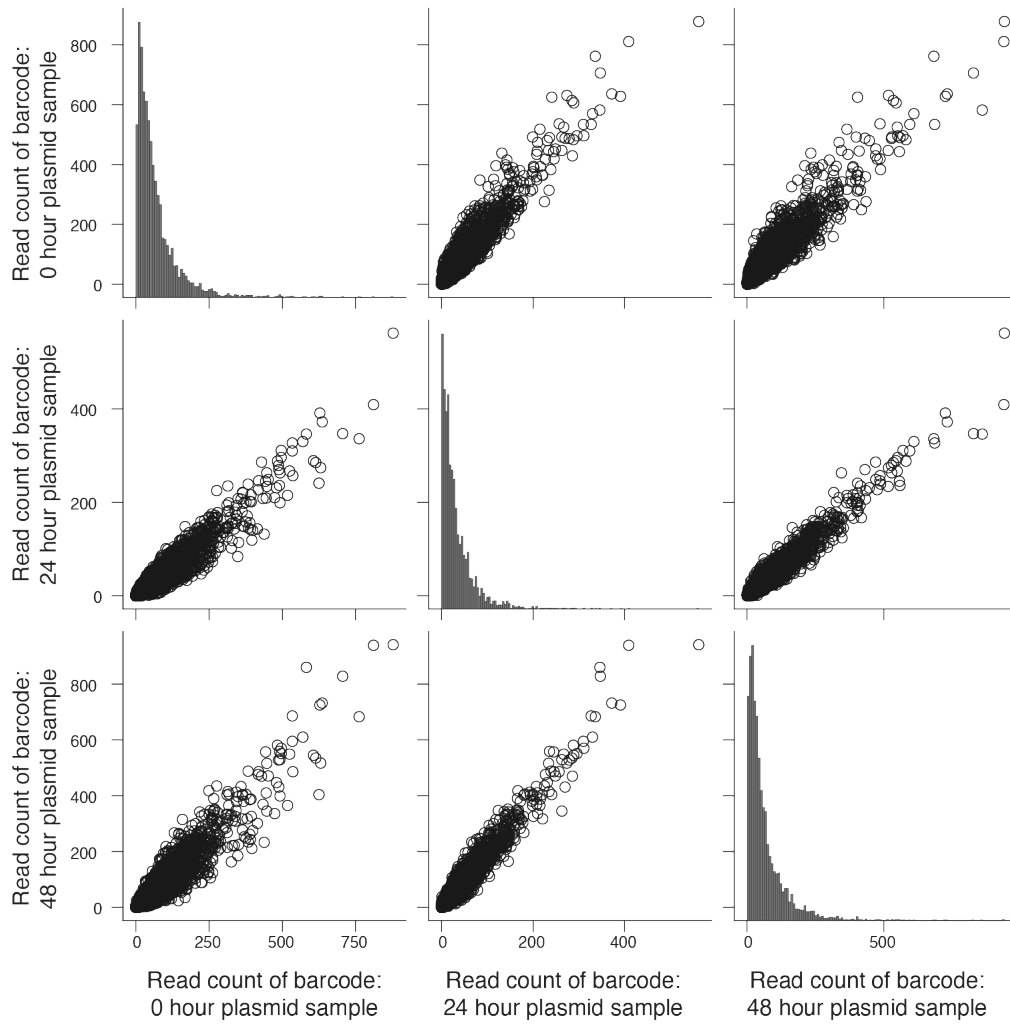 Read count of barcode:
0 hour plasmid sample
800
600
400
200
0
Read count of barcode:
24 hour plasmid sample
400
200
0
Read count of barcode:
48 hour plasmid sample
800
600
400
200
0
0 250 500 750
0 200 400
0 500
Read count of barcode:
0 hour plasmid sample
Read count of barcode:
24 hour plasmid sample
Read count of barcode:
48 hour plasmid sample